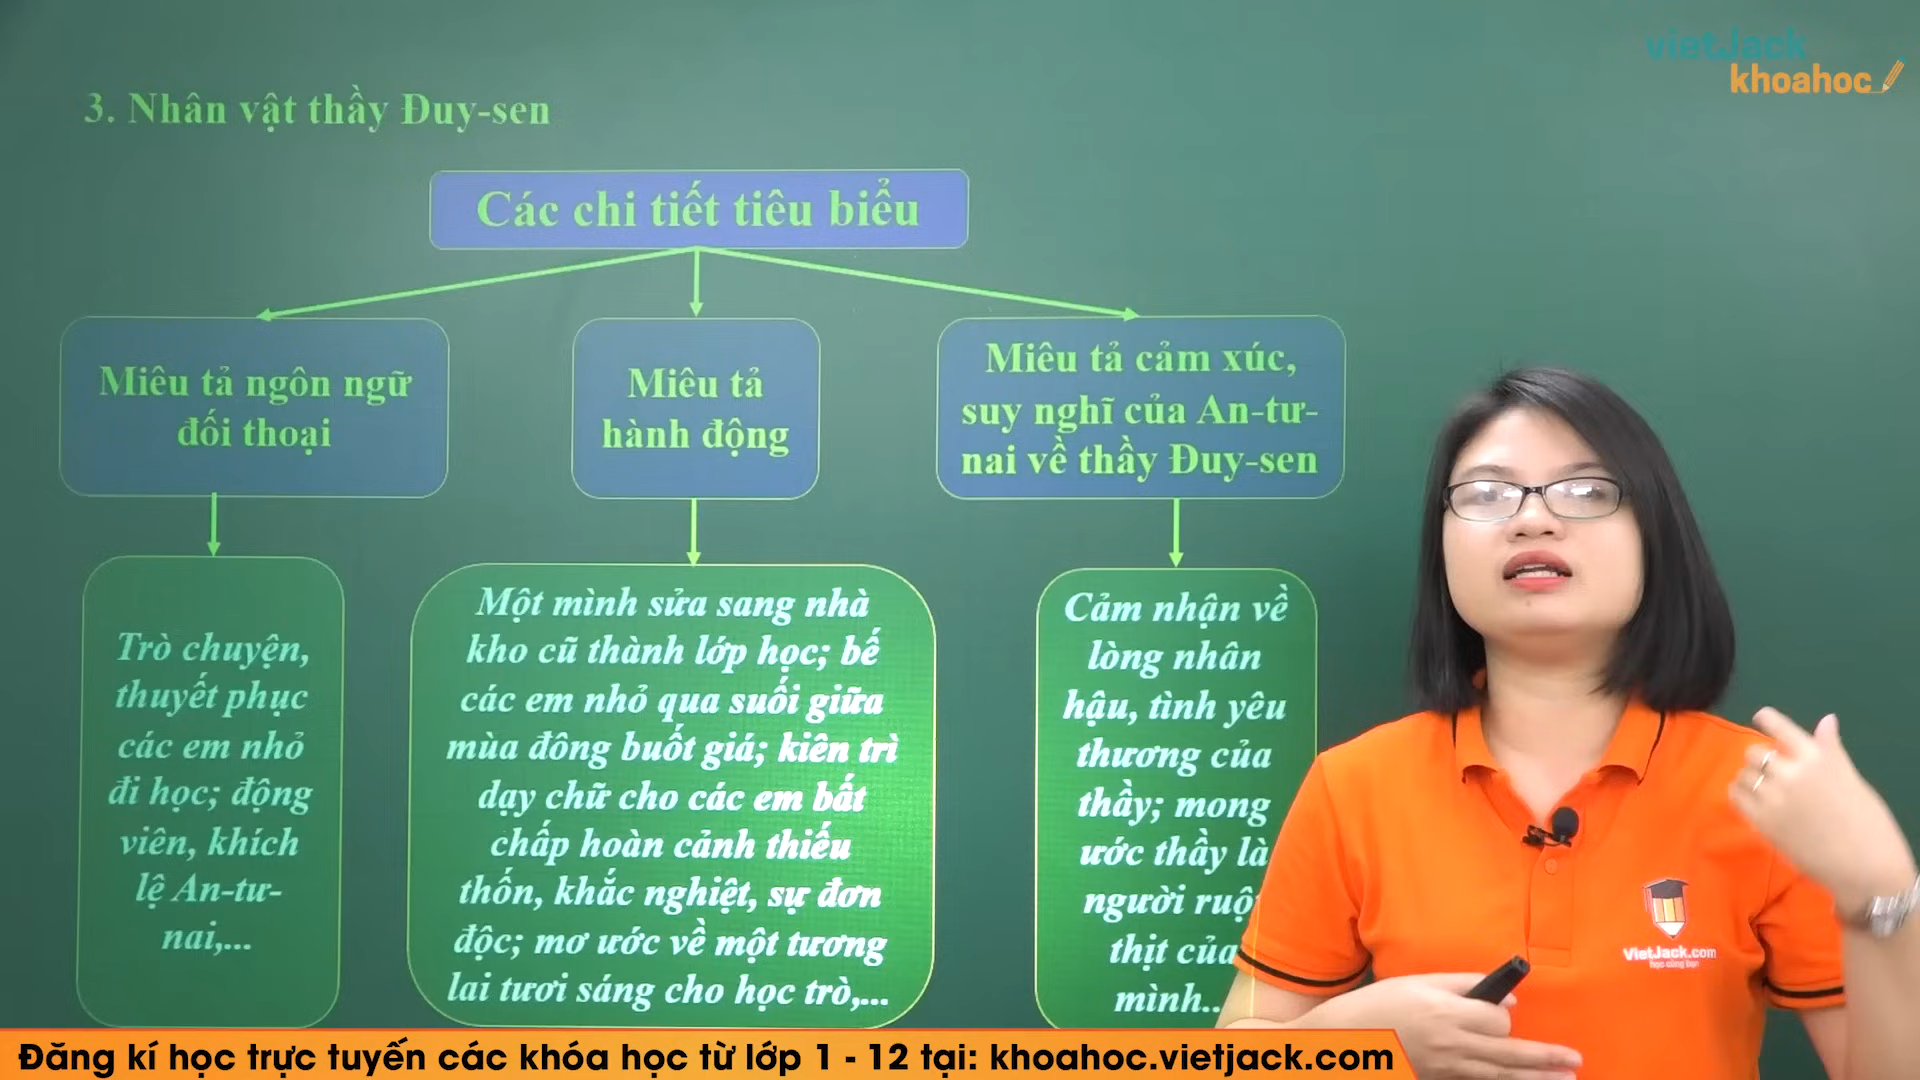 vietJack
khoahoc
3. Nhân vật thầy Đuy-sen
Các chi tiết tiêu biểu
Miêu tả ngôn ngữ
đối thoại
Miêu tả
hành động
Miêu tả cảm xúc,
suy nghĩ của An-tư-
nai về thầy Đuy-sen
Trò chuyện,
thuyết phục
các em nhỏ
đi học; động
viên, khích
lệ An-tư-
nai,...
Một mình sửa sang nhà
kho cũ thành lớp học; bế
các em nhỏ qua suối giữa
mùa đông buốt giá; kiên trì
dạy chữ cho các em bất
chấp hoàn cảnh thiếu
thốn, khắc nghiệt, sự đơn
độc; mơ ước về một tương
lai tươi sáng cho học trò,...
Cảm nhận về
lòng nhân
hậu, tình yêu
thương của
thầy; mong
ước thầy là
người ruột
thịt của
mình...
VietJack.com
học cùng bạn
Đăng kí học trực tuyến các khóa học từ lớp 1 - 12 tại: khoahoc.vietjack.com